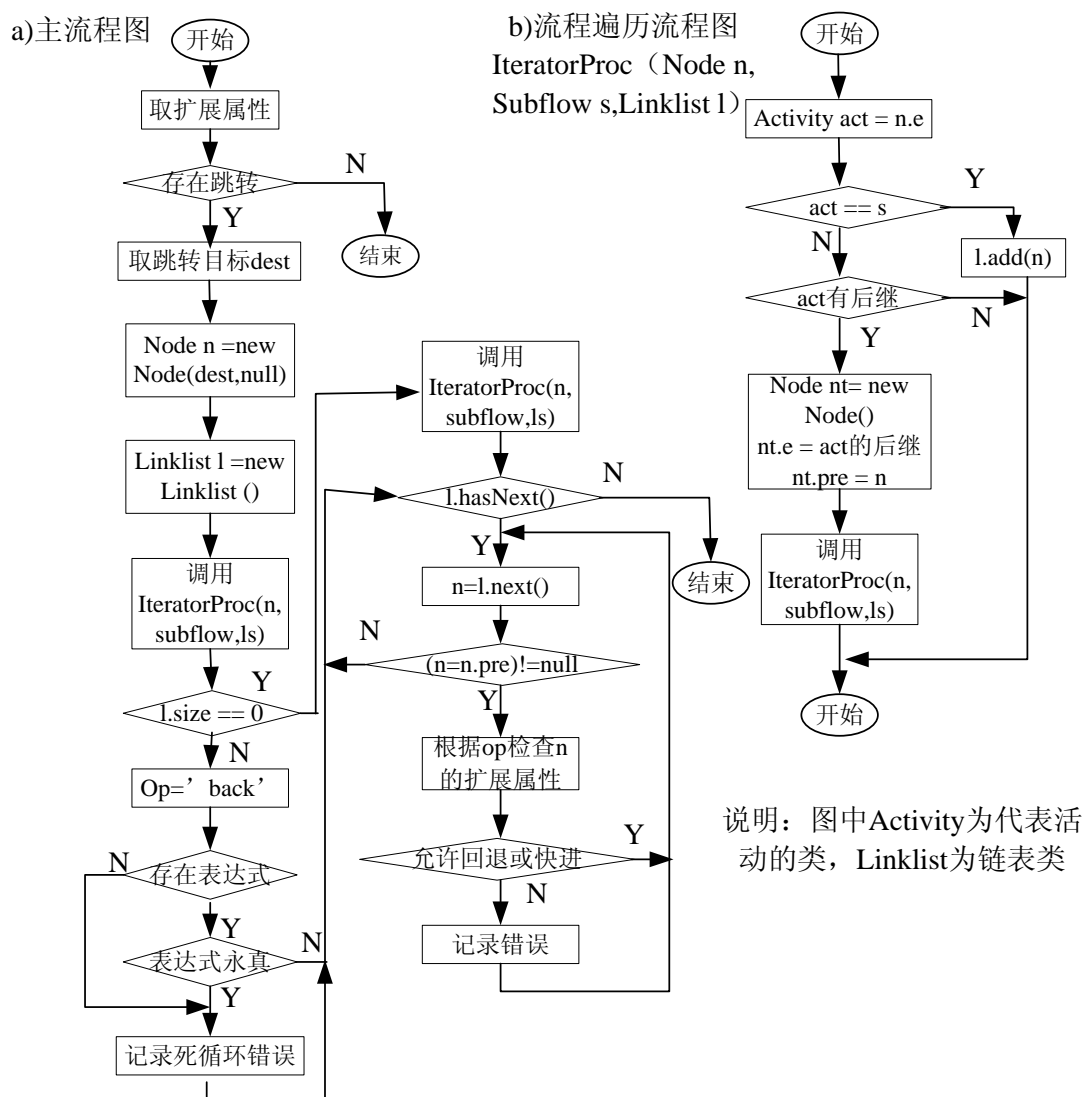 a)主流程图
开始
取扩展属性
存在跳转
N
Y
结束
取跳转目标dest
Node n =new
Node(dest,null)
Linklist l =new
Linklist ()
调用
IteratorProc(n,
subflow,ls)
Y
l.size == 0
N
Op=’back’
N
存在表达式
Y
表达式永真
N
Y
记录死循环错误
调用
IteratorProc(n,
subflow,ls)
N
l.hasNext()
Y
结束
n=l.next()
N
(n=n.pre)!=null
Y
根据op检查n
的扩展属性
Y
允许回退或快进
N
记录错误
b)流程遍历流程图
IteratorProc（Node n,
Subflow s,Linklist l）
开始
Activity act = n.e
Y
act == s
N
l.add(n)
act有后继
N
Y
Node nt= new
Node()
nt.e = act的后继
nt.pre = n
调用
IteratorProc(n,
subflow,ls)
开始
说明：图中Activity为代表活
动的类，Linklist为链表类